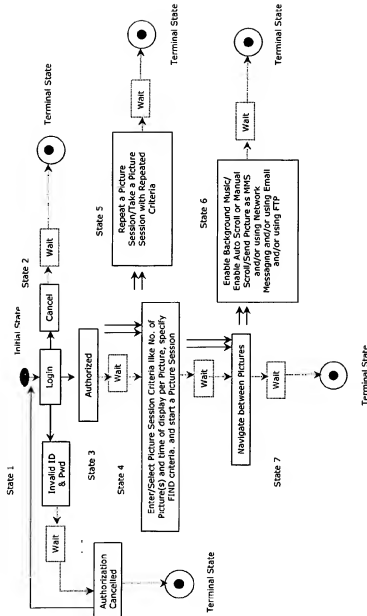 State 1
Initial State
Login
State 2
Cancel
Wait
Terminal State
Invalid ID
& Pwd
Wait
Authorization
Cancelled
Terminal State
State 3
Authorized
Wait
State 4
Enter/Select Picture Session Criteria like No. of
Picture(s) and time of display per Picture, specify
FIND criteria, and start a Picture Session
Wait
State 5
Repeat a Picture
Session/Take a Picture
Session with Repeated
Criteria
Wait
Terminal State
State 6
Enable Background Music/
Enable Auto Scroll or Manual
Scroll/Send Picture as MMS
and/or using Network
Messaging and/or using Email
and/or using FTP
Wait
Terminal State
State 7
Navigate between Pictures
Wait
Terminal State